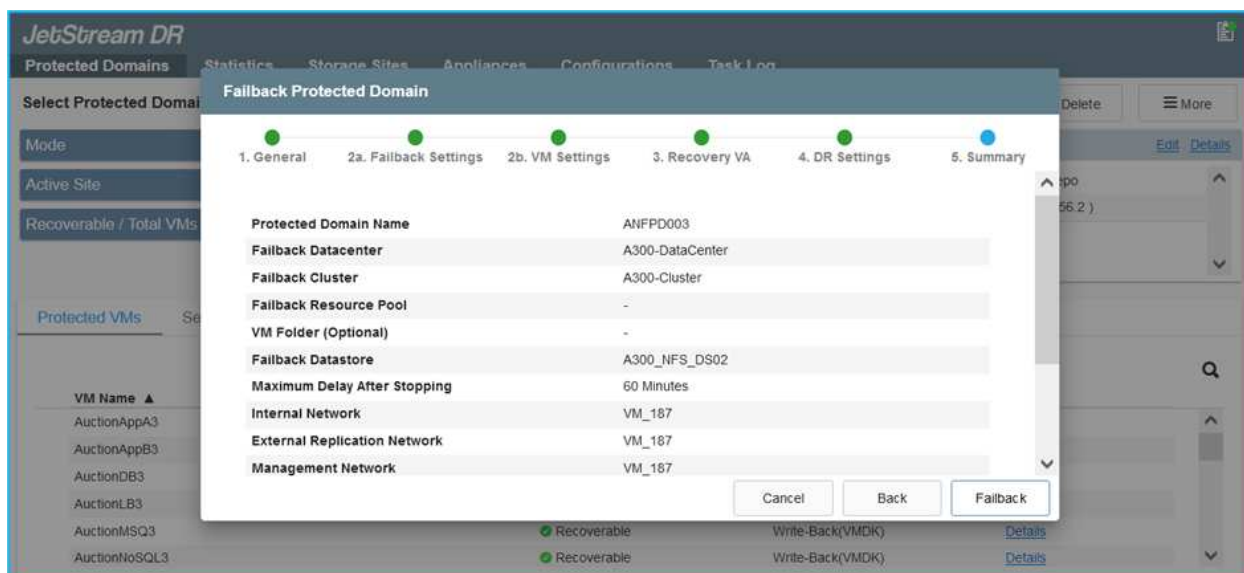 JetStream DR
Protected Domains Statistics Storage Sites Appliances Configurations Task Log
Select Protected Domai
Delete
More
Mode
Edit Details
Active Site
Recoverable / Total VMs
56.2 )
Failback Protected Domain
1. General 2a. Failback Settings 2b. VM Settings 3. Recovery VA 4. DR Settings 5. Summary
Protected Domain Name ANFPD003
Failback Datacenter A300-DataCenter
Failback Cluster A300-Cluster
Failback Resource Pool -
VM Folder (Optional) -
Failback Datastore A300_NFS_DS02
Maximum Delay After Stopping 60 Minutes
Internal Network VM_187
External Replication Network VM_187
Management Network VM_187
Cancel Back Failback
Protected VMs Se
VM Name ▲
AuctionAppA3
AuctionAppB3
AuctionDB3
AuctionLB3
AuctionMSQ3 Recoverable Write-Back(VMDK) Details
AuctionNoSQL3 Recoverable Write-Back(VMDK) Details